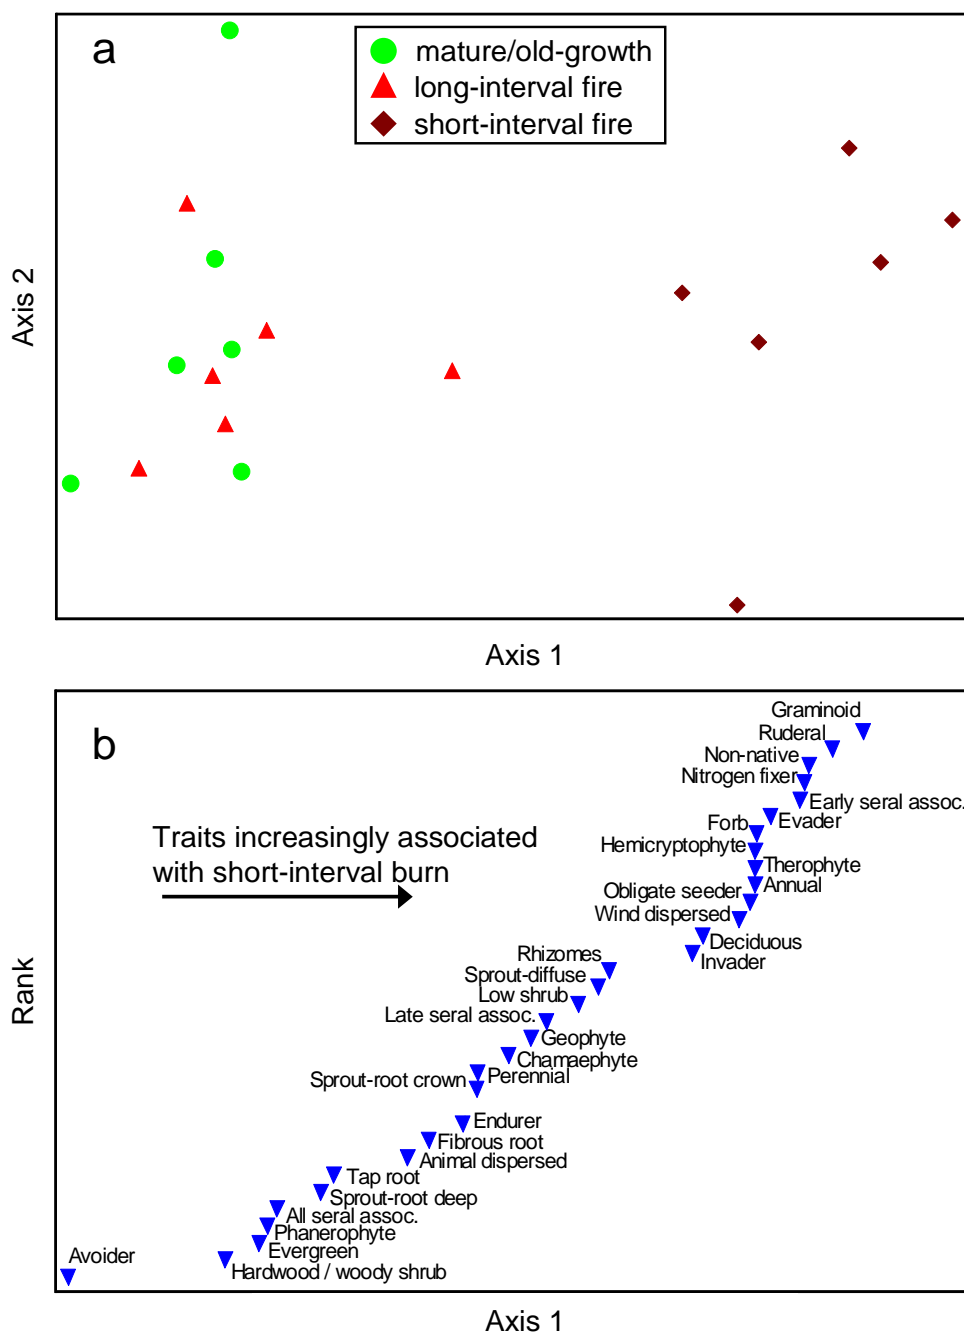 a
mature/old-growth
long-interval fire
short-interval fire
Axis 2
Axis 1
b
Graminoid
Ruderal
Non-native
Nitrogen fixer
Early seral assoc.
Evader
Forb
Hemicryptophyte
Therophyte
Annual
Obligate seeder
Wind dispersed
Deciduous
Invader
Traits increasingly associated
with short-interval burn
Rhizomes
Sprout-diffuse
Low shrub
Late seral assoc.
Geophyte
Chamaephyte
Perennial
Sprout-root crown
Endurer
Fibrous root
Animal dispersed
Tap root
Sprout-root deep
All seral assoc.
Phanerophyte
Evergreen
Hardwood / woody shrub
Avoider
Rank
Axis 1